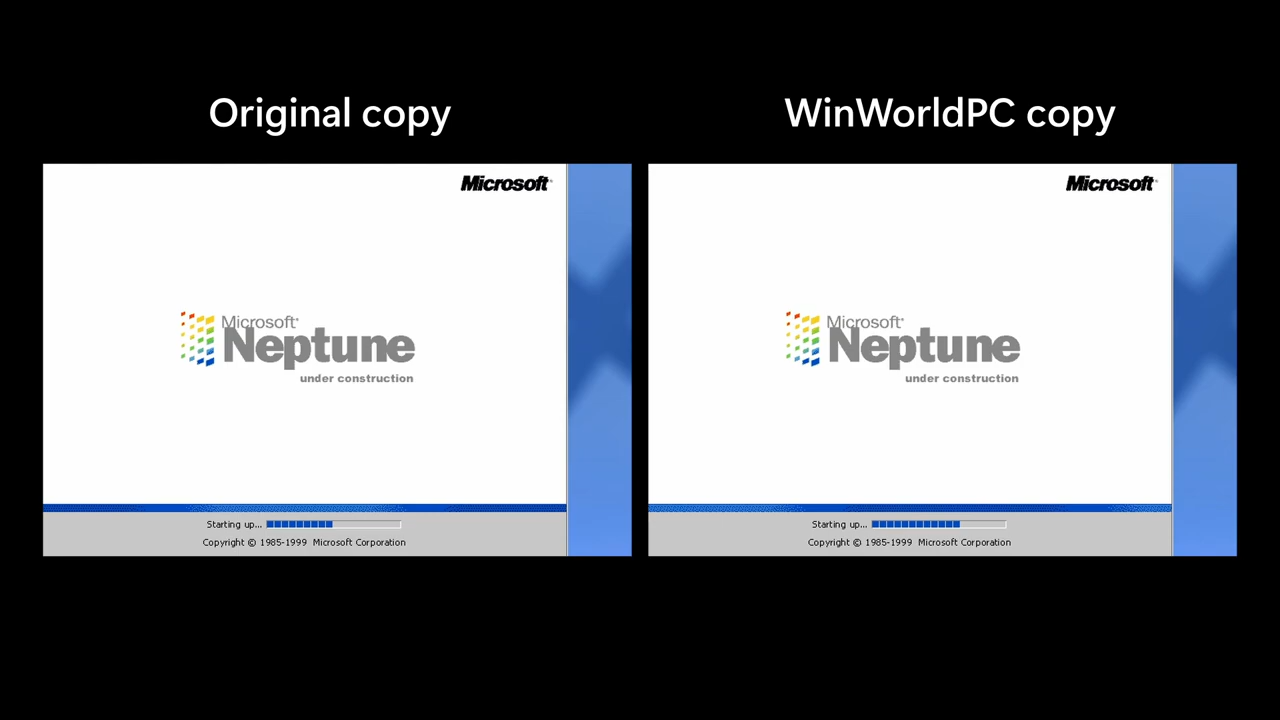 Original copy
WinWorldPC copy
Microsoft®
Microsoft®
Neptune
under construction
Starting up...
Copyright © 1985-1999 Microsoft Corporation
Microsoft®
Microsoft®
Neptune
under construction
Starting up...
Copyright © 1985-1999 Microsoft Corporation